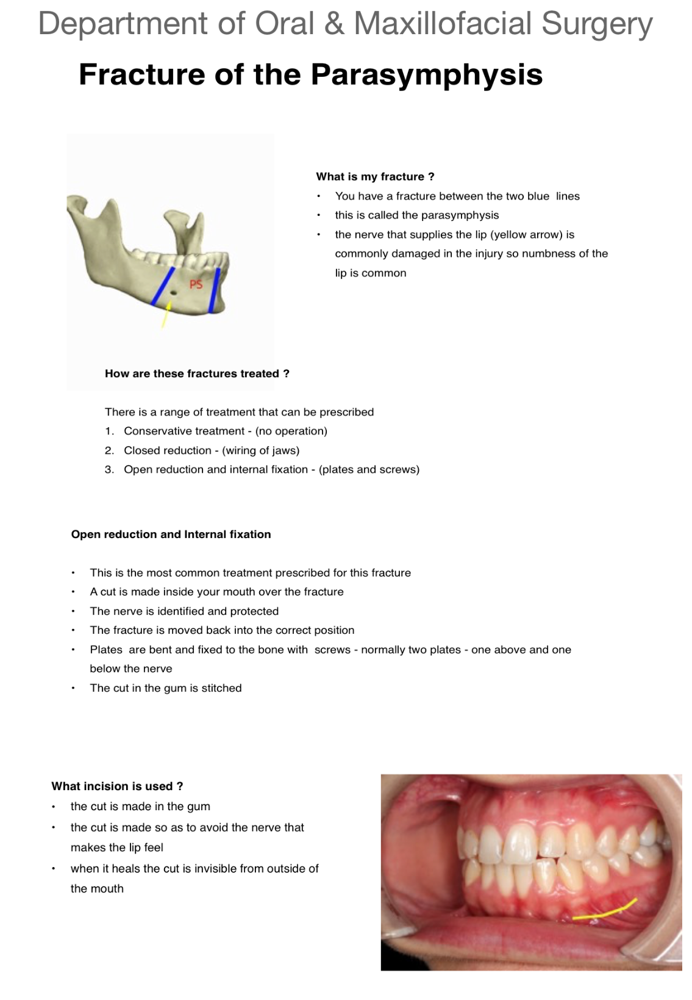 Department of Oral & Maxillofacial Surgery
Fracture of the Parasymphysis
What is my fracture ?
• You have a fracture between the two blue  lines
• this is called the parasymphysis
• the nerve that supplies the lip (yellow arrow) is
commonly damaged in the injury so numbness of the
lip is common
PS
How are these fractures treated ?
There is a range of treatment that can be prescribed
1. Conservative treatment - (no operation)
2. Closed reduction - (wiring of jaws)
3. Open reduction and internal fixation - (plates and screws)
Open reduction and Internal fixation
• This is the most common treatment prescribed for this fracture
• A cut is made inside your mouth over the fracture
• The nerve is identified and protected
• The fracture is moved back into the correct position
• Plates  are bent and fixed to the bone with  screws - normally two plates - one above and one
below the nerve
• The cut in the gum is stitched
What incision is used ?
• the cut is made in the gum
• the cut is made so as to avoid the nerve that
makes the lip feel
• when it heals the cut is invisible from outside of
the mouth